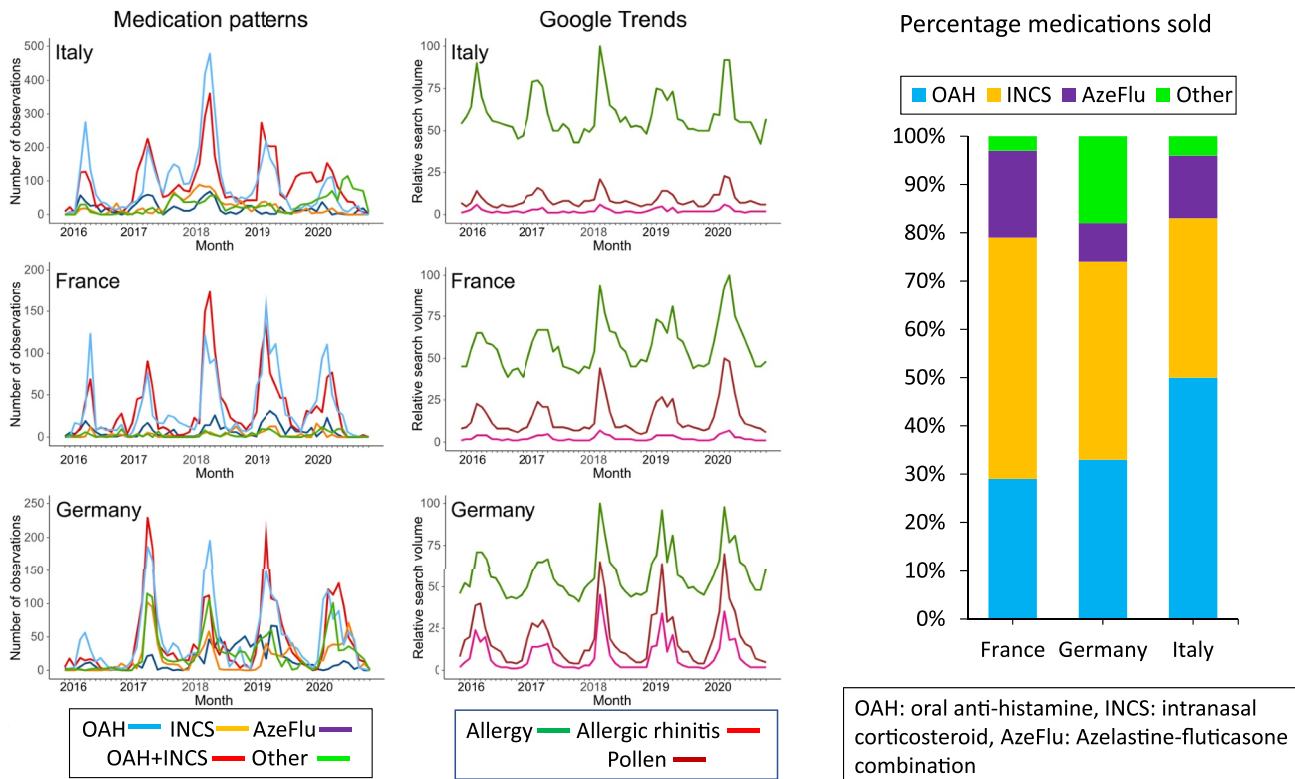 Medication patterns
Google Trends
Percentage medications sold
Italy
Number of observations
500
400
300
200
100
0
2016 2017 2018 2019 2020
Month
Italy
Relative search volume
100
75
50
25
0
2016 2017 2018 2019 2020
Month
France
Number of observations
200
150
100
50
0
2016 2017 2018 2019 2020
Month
France
Relative search volume
100
75
50
25
0
2016 2017 2018 2019 2020
Month
Germany
Number of observations
250
200
150
100
50
0
2016 2017 2018 2019 2020
Month
Germany
Relative search volume
100
75
50
25
0
2016 2017 2018 2019 2020
Month
OAH INCS AzeFlu
OAH+INCS Other
Allergy Allergic rhinitis
Pollen
OAH INCS AzeFlu Other
100%
90%
80%
70%
60%
50%
40%
30%
20%
10%
0%
France Germany Italy
OAH: oral anti-histamine, INCS: intranasal
corticosteroid, AzeFlu: Azelastine-fluticasone
combination